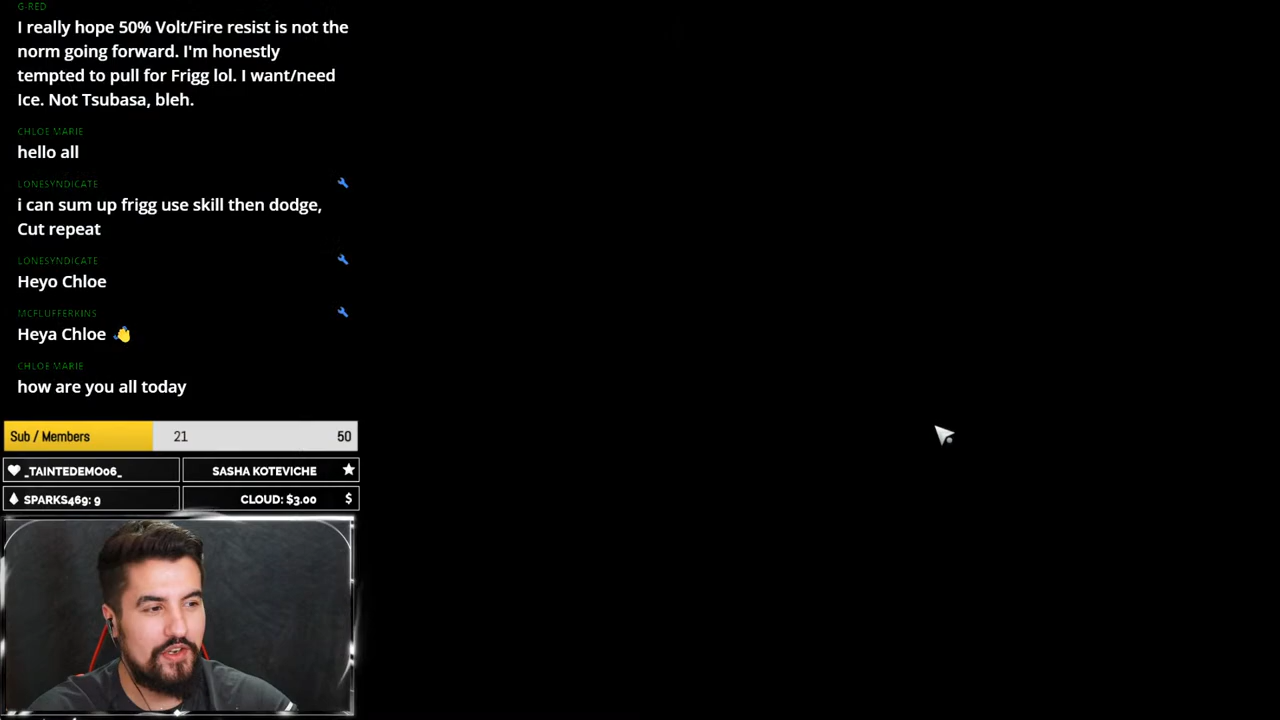 G-RED
I really hope 50% Volt/Fire resist is not the
norm going forward. I'm honestly
tempted to pull for Frigg lol. I want/need
Ice. Not Tsubasa, bleh.
CHLOE MARIE
hello all
LONESYNDICATE
i can sum up frigg use skill then dodge,
Cut repeat
LONESYNDICATE
Heyo Chloe
MCFLUFFERKINS
Heya Chloe
CHLOE MARIE
how are you all today
Sub / Members 21 50
_TAINTEDEMO06_ SASHA KOTEVICHE
SPARKS469: 9 CLOUD: $3.00 $